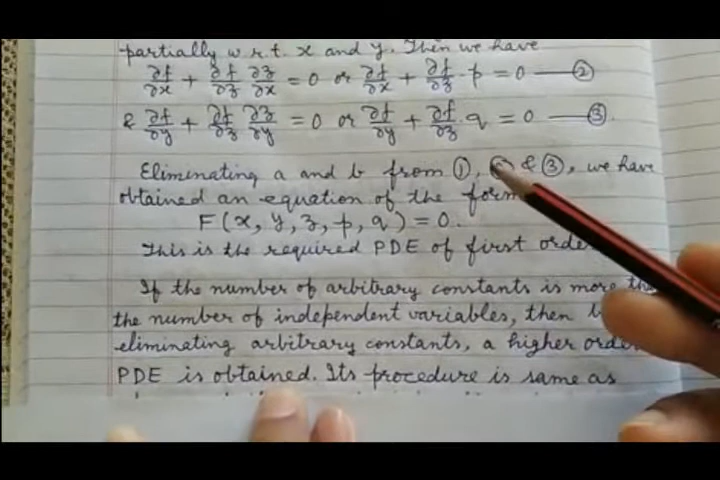 partially w.r.t. x and y. Then we have
∂f/∂x + ∂f/∂z ∂z/∂x = 0 or ∂f/∂x + ∂f/∂z · p = 0 —②
& ∂f/∂y + ∂f/∂z ∂z/∂y = 0 or ∂f/∂y + ∂f/∂z · q = 0 —③
Eliminating a and b from ①, & ③, we have
obtained an equation of the form
F(x, y, z, p, q) = 0.
This is the required PDE of first
If the number of arbitrary constants is more
the number of independent variables, then
eliminating arbitrary constants, a higher order
PDE is obtained. Its procedure is same as